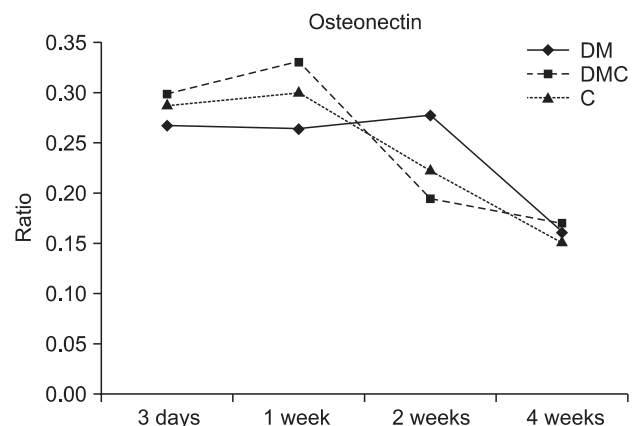 Osteonectin
DM
DMC
C
Ratio
0.35
0.30
0.25
0.20
0.15
0.10
0.05
0.00
3 days 1 week 2 weeks 4 weeks